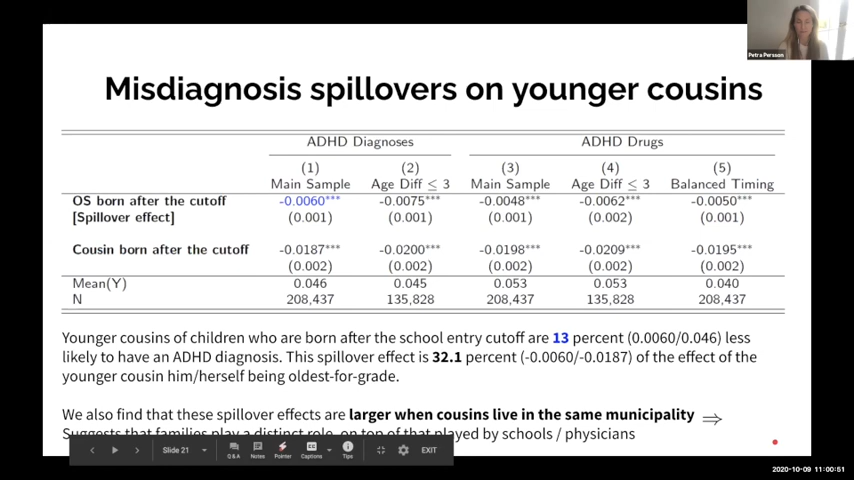 Petra Persson
Misdiagnosis spillovers on younger cousins
ADHD Diagnoses ADHD Drugs
(1) (2) (3) (4) (5)
Main Sample Age Diff ≤ 3 Main Sample Age Diff ≤ 3 Balanced Timing
OS born after the cutoff -0.0060*** -0.0075*** -0.0048*** -0.0062*** -0.0050***
[Spillover effect] (0.001) (0.001) (0.001) (0.002) (0.001)
Cousin born after the cutoff -0.0187*** -0.0200*** -0.0198*** -0.0209*** -0.0195***
(0.002) (0.002) (0.002) (0.002) (0.002)
Mean(Y) 0.046 0.045 0.053 0.053 0.040
N 208,437 135,828 208,437 135,828 208,437
Younger cousins of children who are born after the school entry cutoff are 13 percent (0.0060/0.046) less
likely to have an ADHD diagnosis. This spillover effect is 32.1 percent (-0.0060/-0.0187) of the effect of the
younger cousin him/herself being oldest-for-grade.
We also find that these spillover effects are larger when cousins live in the same municipality ⇒
Suggests that families play a distinct role, on top of that played by schools / physicians
Slide 21 Q & A Notes Pointer Captions Tips EXIT
2020-10-09 11:00:51